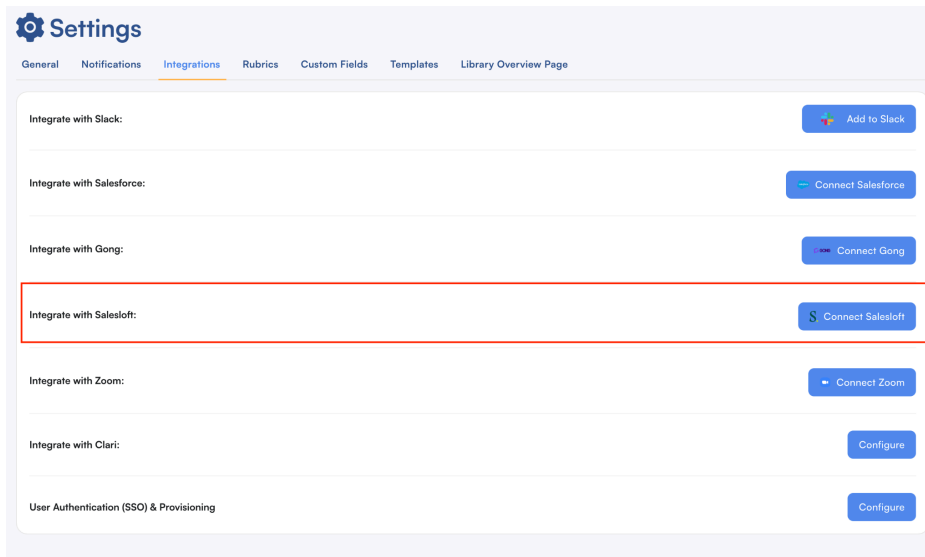 Settings
General Notifications Integrations Rubrics Custom Fields Templates Library Overview Page
Integrate with Slack: Add to Slack
Integrate with Salesforce: Connect Salesforce
Integrate with Gong: Connect Gong
Integrate with Salesloft: S. Connect Salesloft
Integrate with Zoom: Connect Zoom
Integrate with Clari: Configure
User Authentication (SSO) & Provisioning Configure